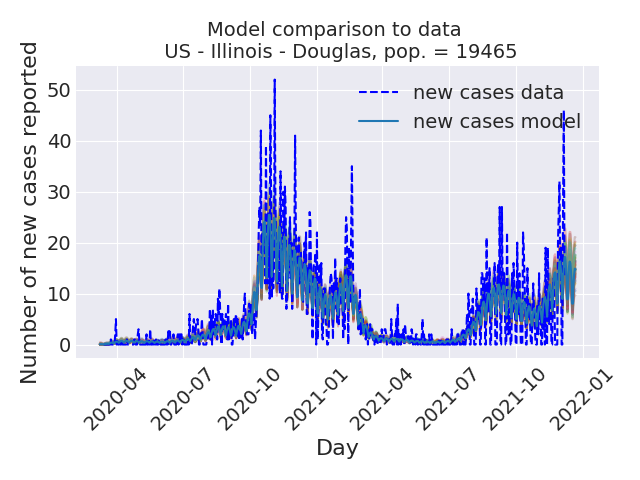 Model comparison to data
US - Illinois - Douglas, pop. = 19465
Number of new cases reported
50
40
30
20
10
0
new cases data
new cases model
2020-04
2020-07
2020-10
2021-01
2021-04
2021-07
2021-10
2022-01
Day